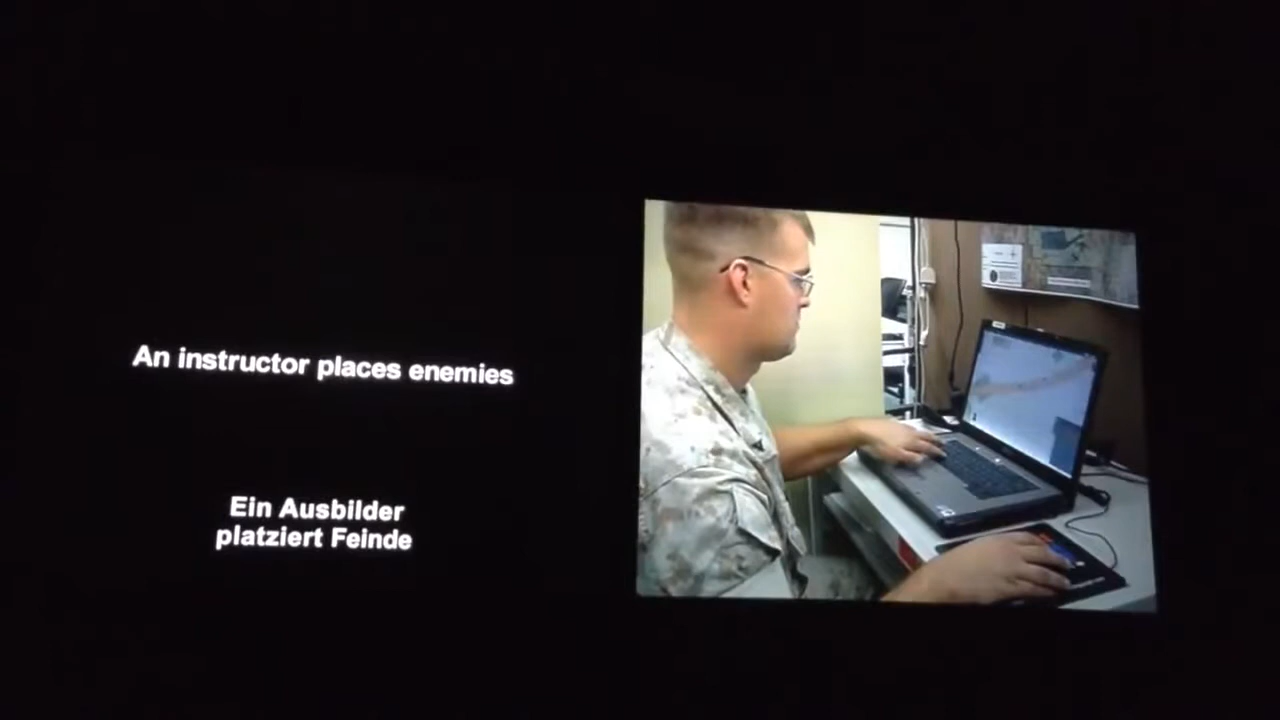 An instructor places enemies
Ein Ausbilder
platziert Feinde